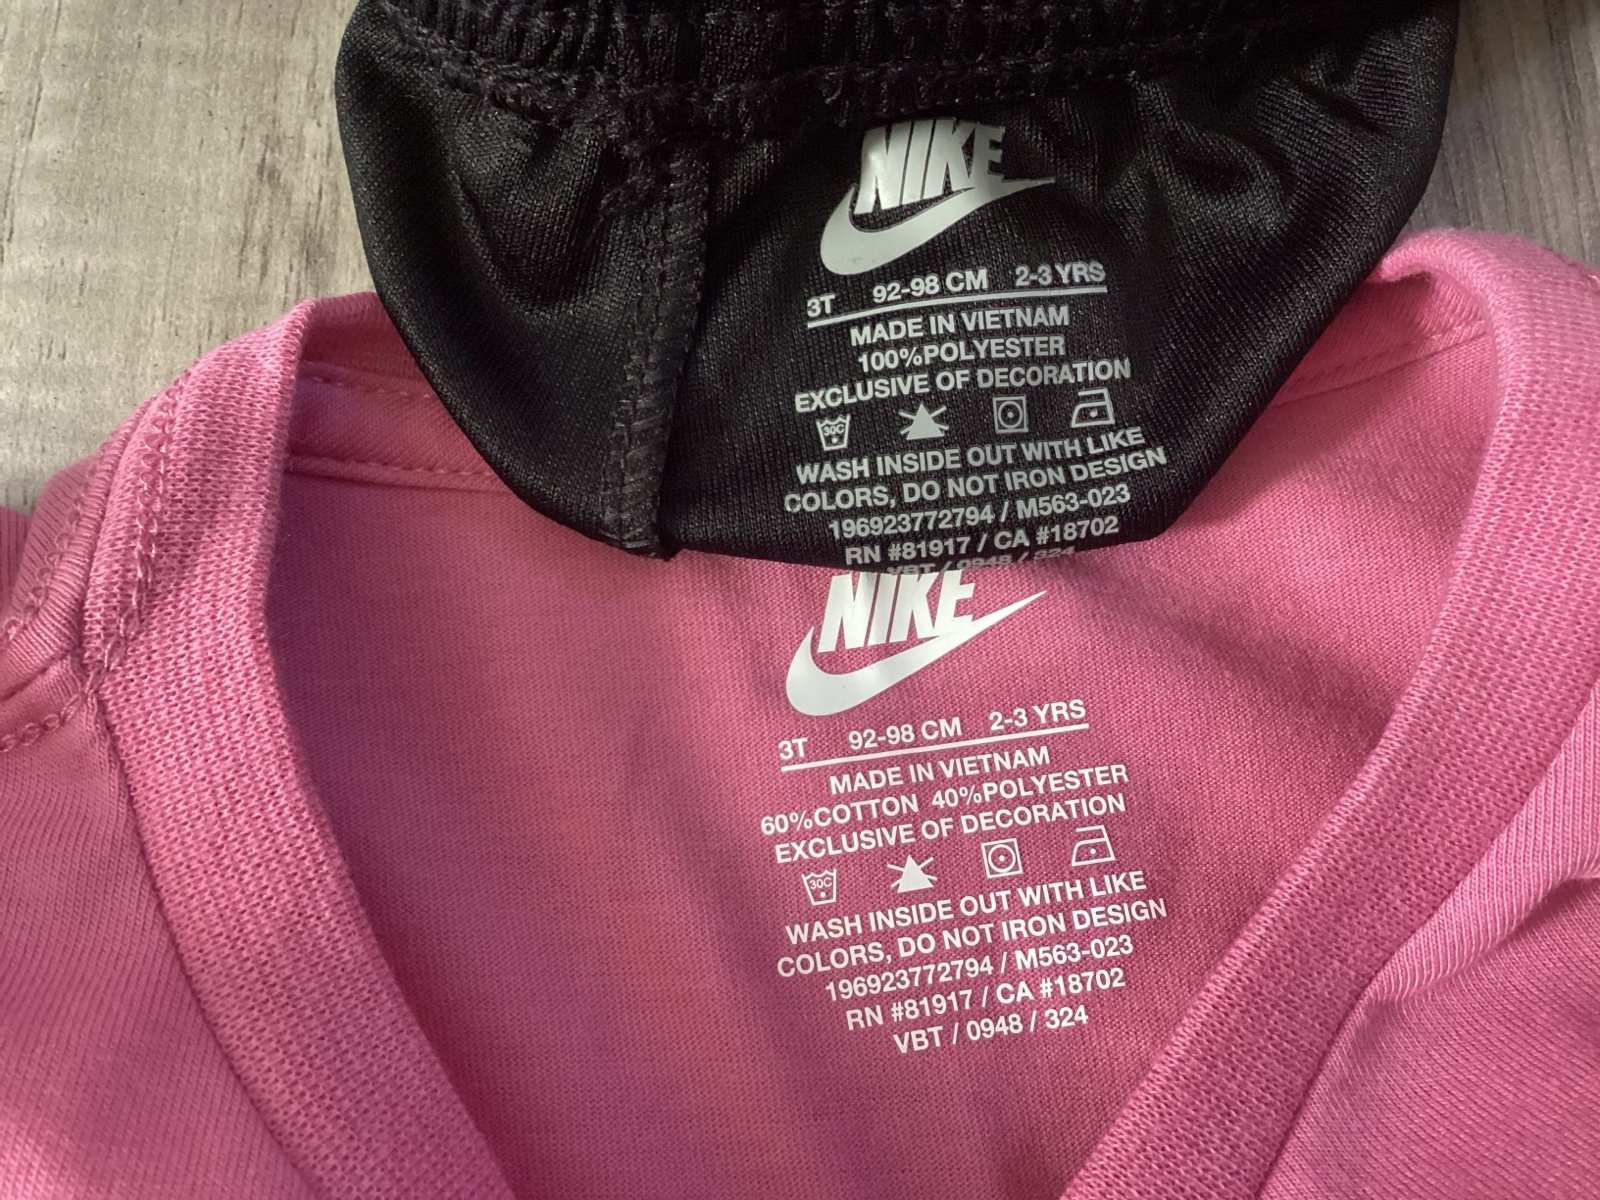 NIKE
3T 92-98 CM 2-3 YRS
MADE IN VIETNAM
100%POLYESTER
EXCLUSIVE OF DECORATION
30C
WASH INSIDE OUT WITH LIKE
COLORS, DO NOT IRON DESIGN
196923772794 / M563-023
RN #81917 / CA #18702
VBT / 0948 / 324
NIKE
3T 92-98 CM 2-3 YRS
MADE IN VIETNAM
60%COTTON 40%POLYESTER
EXCLUSIVE OF DECORATION
30C
WASH INSIDE OUT WITH LIKE
COLORS, DO NOT IRON DESIGN
196923772794 / M563-023
RN #81917 / CA #18702
VBT / 0948 / 324